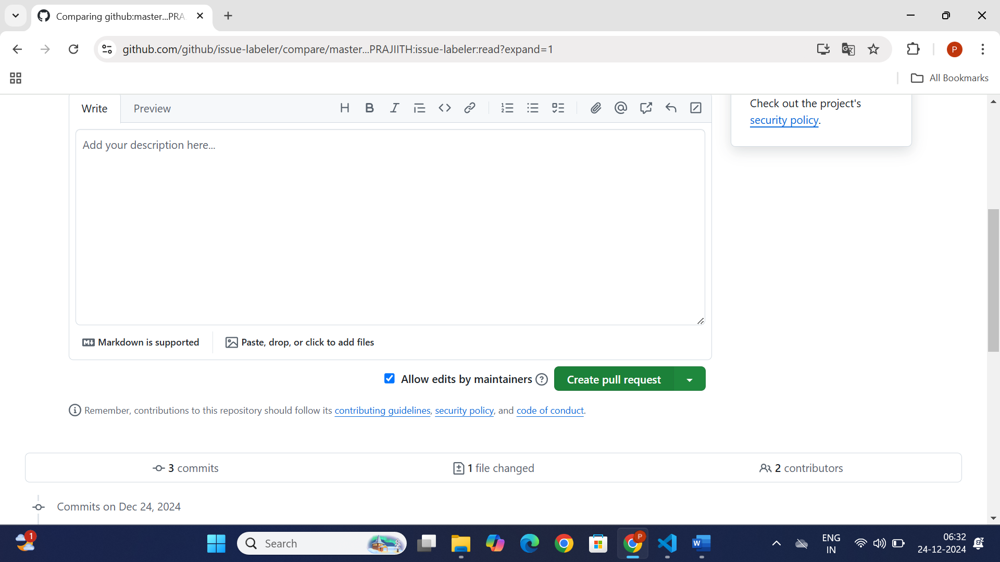 Comparing github:master...PRA
github.com/github/issue-labeler/compare/master...PRAJIITH:issue-labeler:read?expand=1
P
All Bookmarks
Write
Preview
Check out the project's
security policy.
Add your description here...
Markdown is supported
Paste, drop, or click to add files
Allow edits by maintainers
Create pull request
Remember, contributions to this repository should follow its contributing guidelines, security policy, and code of conduct.
3 commits
1 file changed
2 contributors
Commits on Dec 24, 2024
1
Search
P
W
ENG
IN
06:32
24-12-2024